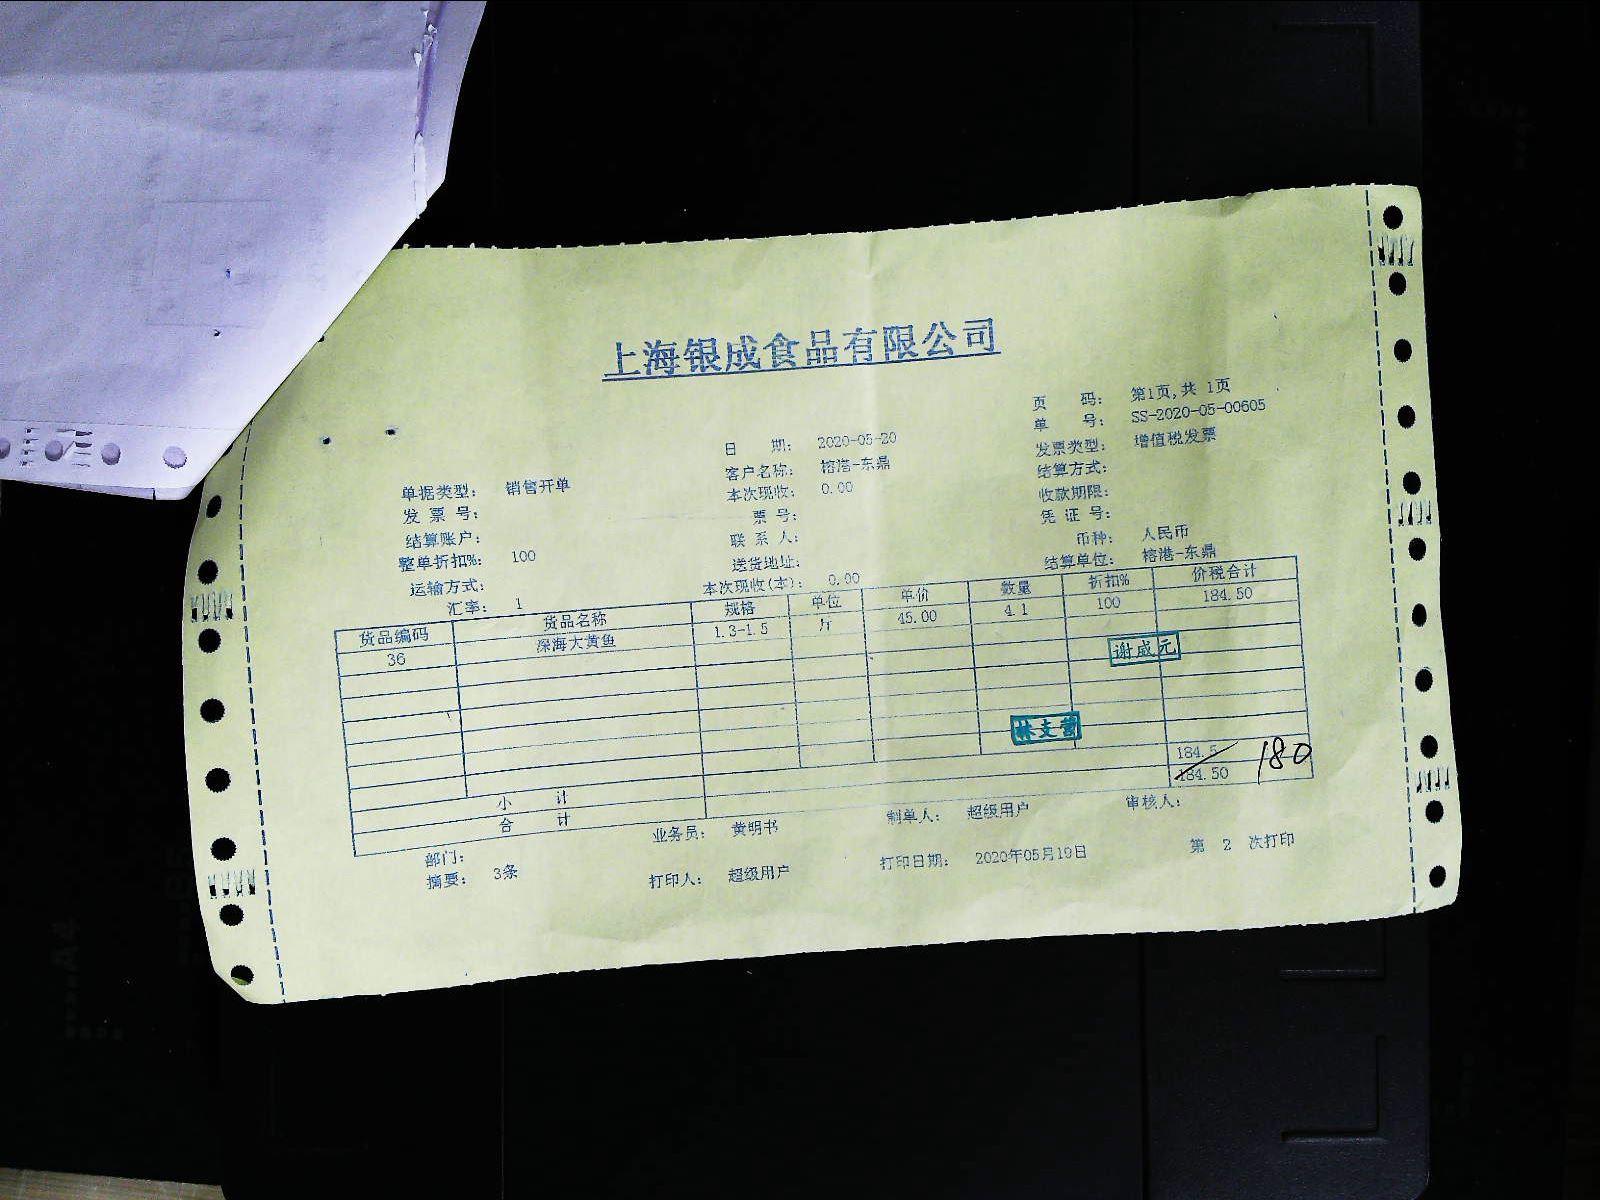 上海银成食品有限公司
页 码： 第1页,共 1页
单 号： SS-2020-05-00605
日 期： 2020-05-20 发票类型： 增值税发票
客户名称： 榕港-东鼎 结算方式：
单据类型： 销售开单 本次现收： 0.00 收款期限：
发 票 号： 票号： 凭 证 号：
结算账户： 联 系 人： 币种： 人民币
整单折扣%： 100 送货地址： 结算单位： 榕港-东鼎
运输方式： 本次现收(本)： 0.00
汇率： 1
货品编码 货品名称 规格 单位 单价 数量 折扣% 价税合计
36 深海大黄鱼 1.3-1.5 斤 45.00 4.1 100 184.50
谢威元
林支营
小 计 184.5
合 计 184.50 180
部门： 业务员： 黄明书 制单人： 超级用户 审核人：
摘要： 3条 打印人： 超级用户 打印日期： 2020年05月19日 第 2 次打印